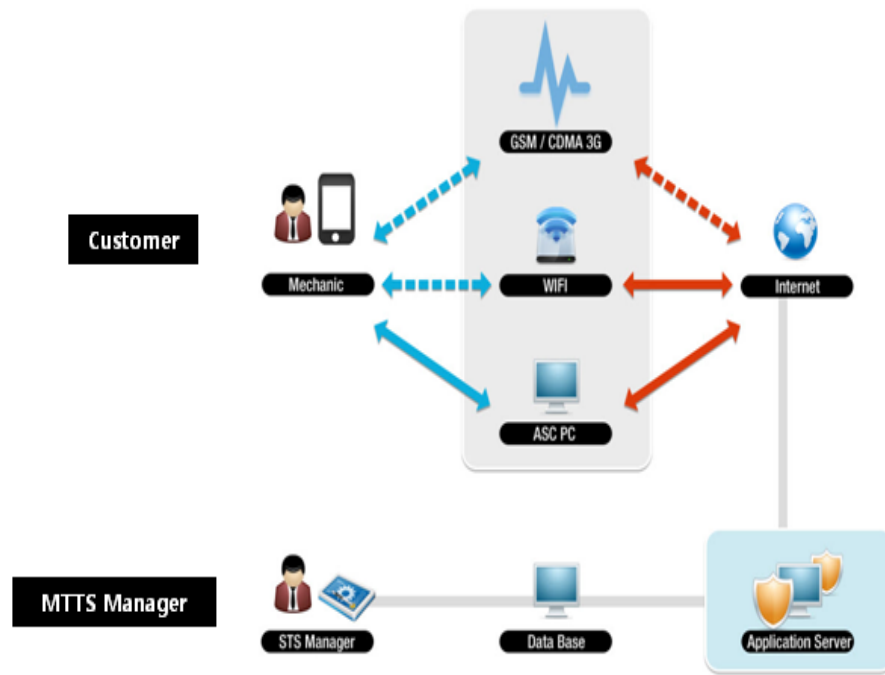 GSM / CDMA 3G
Customer
Mechanic
WIFI
Internet
ASC PC
MTTS Manager
STS Manager
Data Base
Application Server